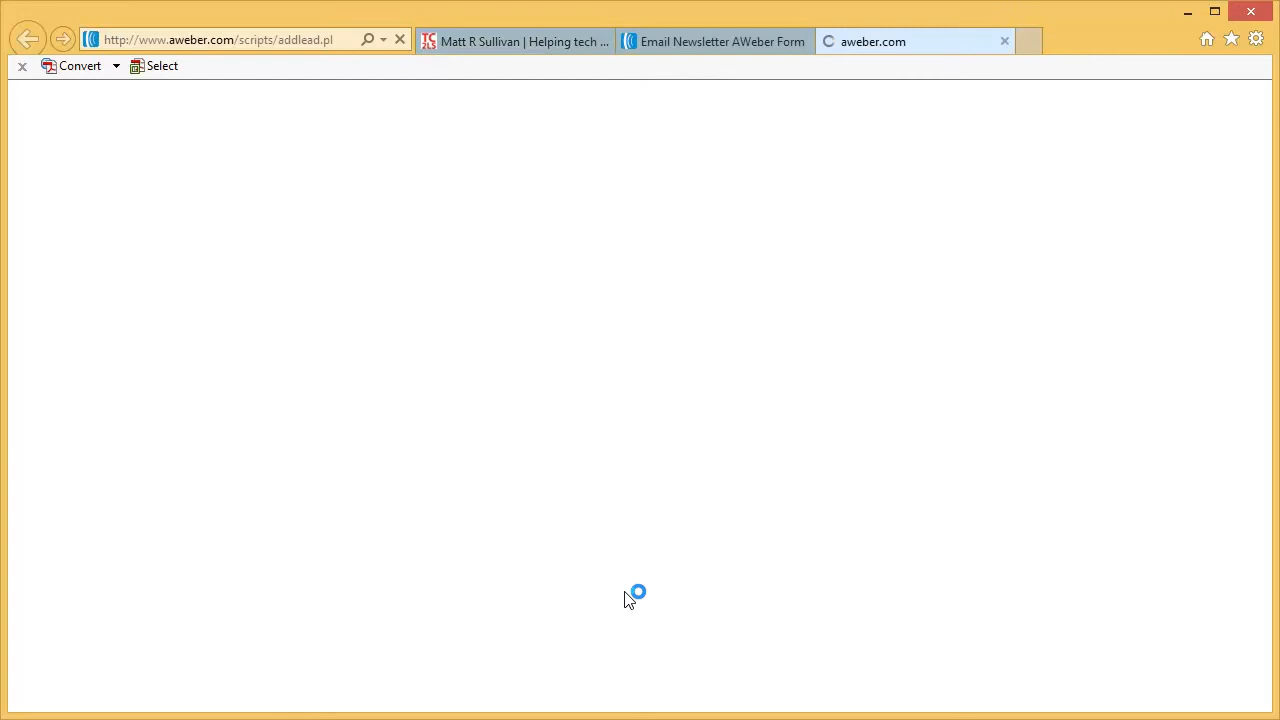 http://www.aweber.com/scripts/addlead.pl
TC2LS Matt R Sullivan | Helping tech ...
Email Newsletter AWeber Form
aweber.com
Convert
Select